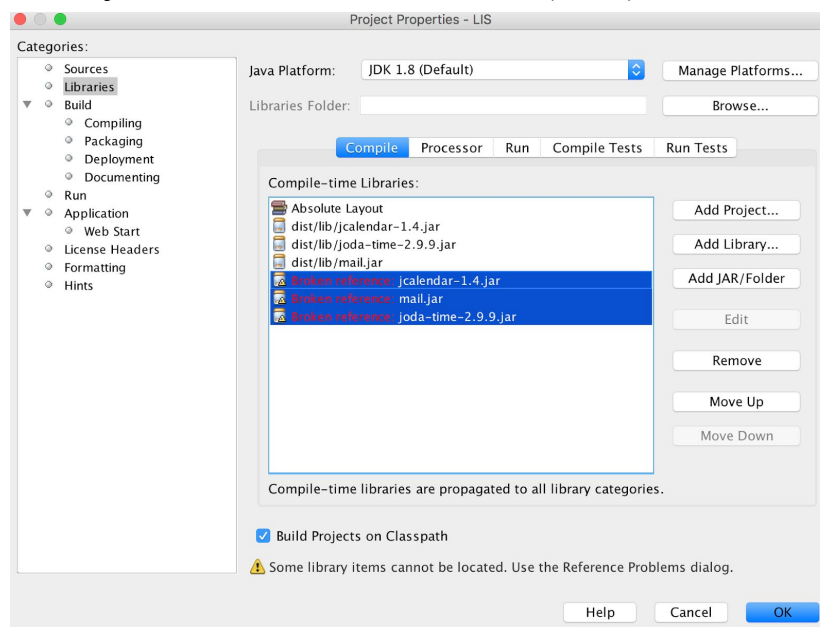 Project Properties - LIS
Categories:
Sources
Libraries
Build
Compiling
Packaging
Deployment
Documenting
Run
Application
Web Start
License Headers
Formatting
Hints
Java Platform: JDK 1.8 (Default) Manage Platforms...
Libraries Folder: Browse...
Compile Processor Run Compile Tests Run Tests
Compile-time Libraries:
Absolute Layout
dist/lib/jcalendar-1.4.jar
dist/lib/joda-time-2.9.9.jar
dist/lib/mail.jar
Broken reference: jcalendar-1.4.jar
Broken reference: mail.jar
Broken reference: joda-time-2.9.9.jar
Add Project...
Add Library...
Add JAR/Folder
Edit
Remove
Move Up
Move Down
Compile-time libraries are propagated to all library categories.
Build Projects on Classpath
Some library items cannot be located. Use the Reference Problems dialog.
Help Cancel OK